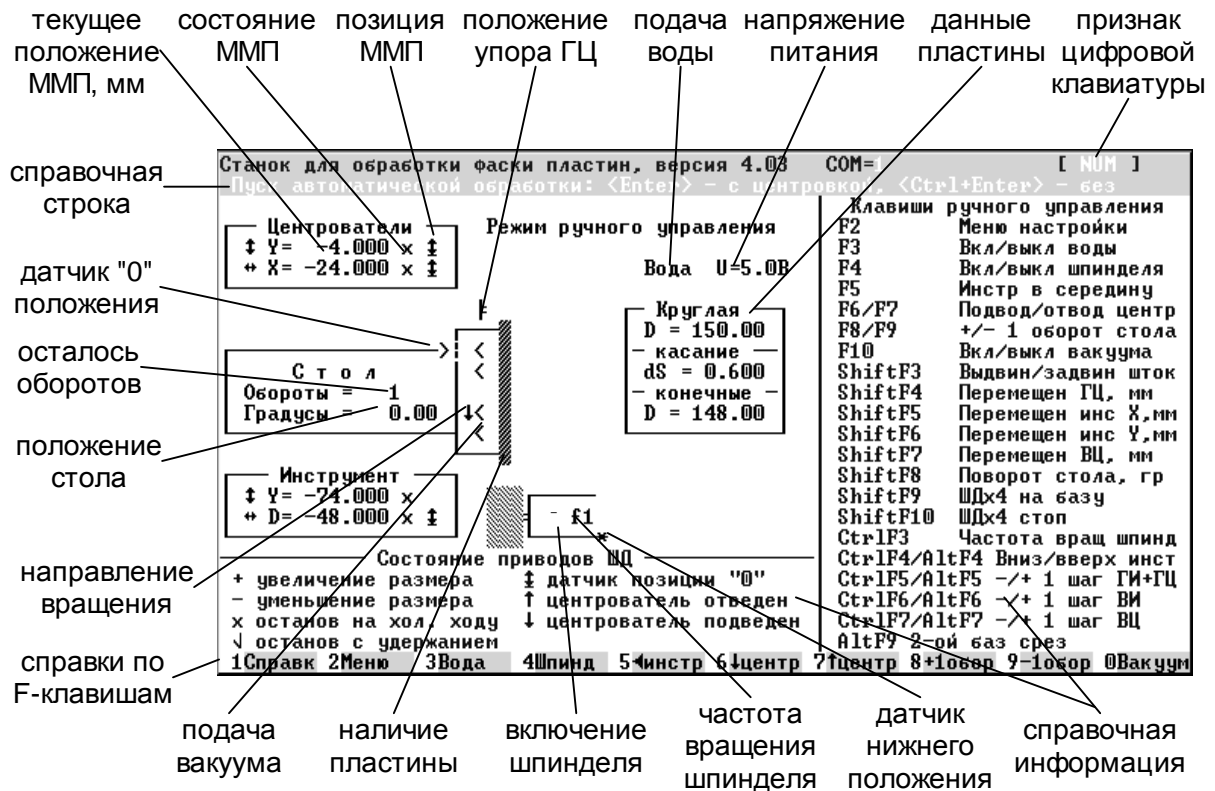 текущее положение ММП, мм
состояние ММП
позиция ММП
положение упора ГЦ
подача воды
напряжение питания
данные пластины
признак цифровой клавиатуры
справочная строка
датчик "0" положения
осталось оборотов
положение стола
направление вращения
справки по F-клавишам
Станок для обработки фаски пластин, версия 4.03 COM=1 [ NUM ]
Пуск автоматической обработки: <Enter> - с центровкой, <Ctrl+Enter> - без
Центрователи
↕ Y= -4.000 x ↨
↔ X= -24.000 x ↨
Режим ручного управления
Вода U=5.0В
Круглая
D = 150.00
касание
dS = 0.600
конечные
D = 148.00
> <
<
↓<
<
Стол
Обороты = 1
Градусы = 0.00
Инструмент
↕ Y= -74.000 x
↔ D= -48.000 x ↨
- f1
*
Состояние приводов ШД
+ увеличение размера
- уменьшение размера
x останов на хол. ходу
√ останов с удержанием
↨ датчик позиции "0"
↑ центрователь отведен
↓ центрователь подведен
Клавиши ручного управления
F2 Меню настройки
F3 Вкл/выкл воды
F4 Вкл/выкл шпинделя
F5 Инстр в середину
F6/F7 Подвод/отвод центр
F8/F9 +/- 1 оборот стола
F10 Вкл/выкл вакуума
ShiftF3 Выдвин/задвин шток
ShiftF4 Перемещен ГЦ, мм
ShiftF5 Перемещен инс X,мм
ShiftF6 Перемещен инс Y,мм
ShiftF7 Перемещен ВЦ, мм
ShiftF8 Поворот стола, гр
ShiftF9 ШДx4 на базу
ShiftF10 ШДx4 стоп
CtrlF3 Частота вращ шпинд
CtrlF4/AltF4 Вниз/вверх инст
CtrlF5/AltF5 -/+ 1 шаг ГИ+ГЦ
CtrlF6/AltF6 -/+ 1 шаг ВИ
CtrlF7/AltF7 -/+ 1 шаг ВЦ
AltF9 2-ой баз срез
1Справк 2Меню 3Вода 4Шпинд 5◄инстр 6↓центр 7↑центр 8+1обор 9-1обор 0Вакуум
подача вакуума
наличие пластины
включение шпинделя
частота вращения шпинделя
датчик нижнего положения
справочная информация